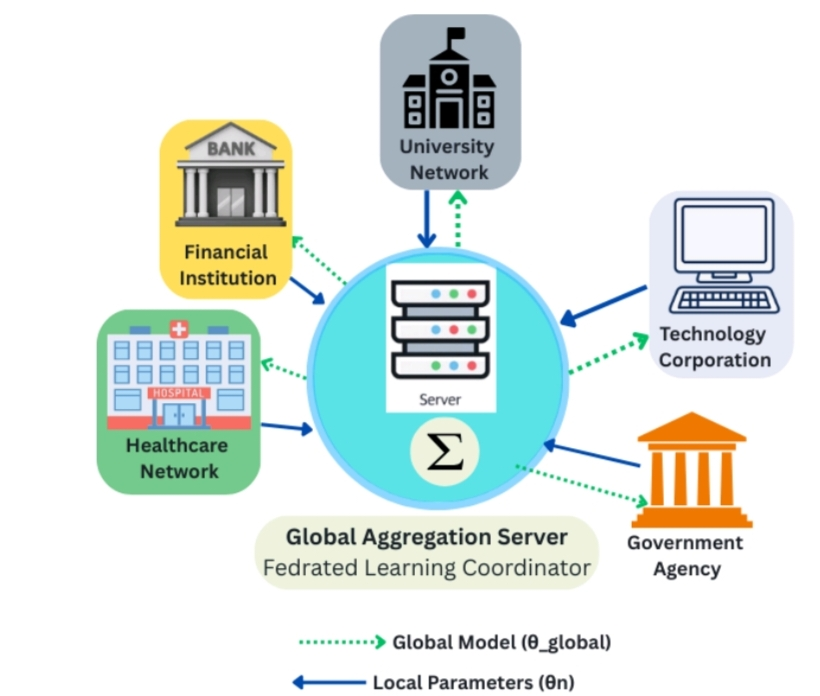 University
Network
BANK
Financial
Institution
Technology
Corporation
Server
HOSPITAL
Healthcare
Network
Σ
Government
Agency
Global Aggregation Server
Fedrated Learning Coordinator
Global Model (θ_global)
Local Parameters (θn)